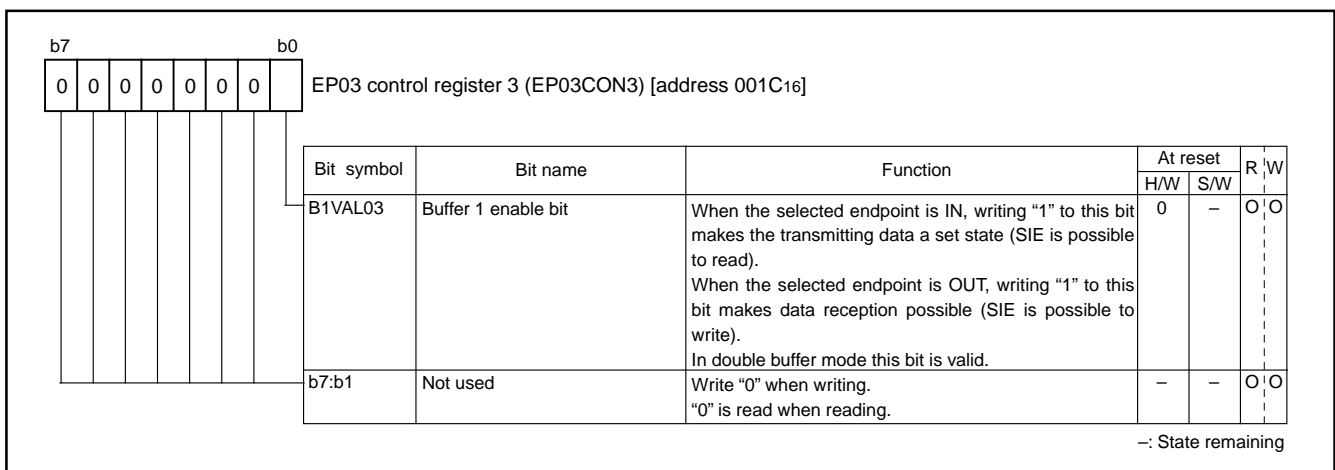 b7 b0
0 0 0 0 0 0 0
EP03 control register 3 (EP03CON3) [address 001C16]
Bit symbol Bit name Function At reset R W
H/W S/W
B1VAL03 Buffer 1 enable bit When the selected endpoint is IN, writing “1” to this bit 0 – O O
makes the transmitting data a set state (SIE is possible
to read).
When the selected endpoint is OUT, writing “1” to this
bit makes data reception possible (SIE is possible to
write).
In double buffer mode this bit is valid.
b7:b1 Not used Write “0” when writing. – – O O
“0” is read when reading.
–: State remaining